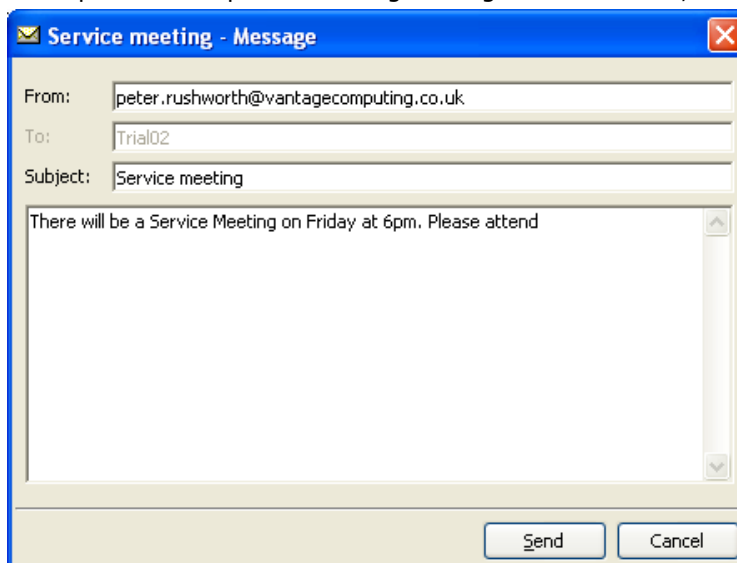 Service meeting - Message
From: peter.rushworth@vantagecomputing.co.uk
To: Trial02
Subject: Service meeting
There will be a Service Meeting on Friday at 6pm. Please attend
Send Cancel